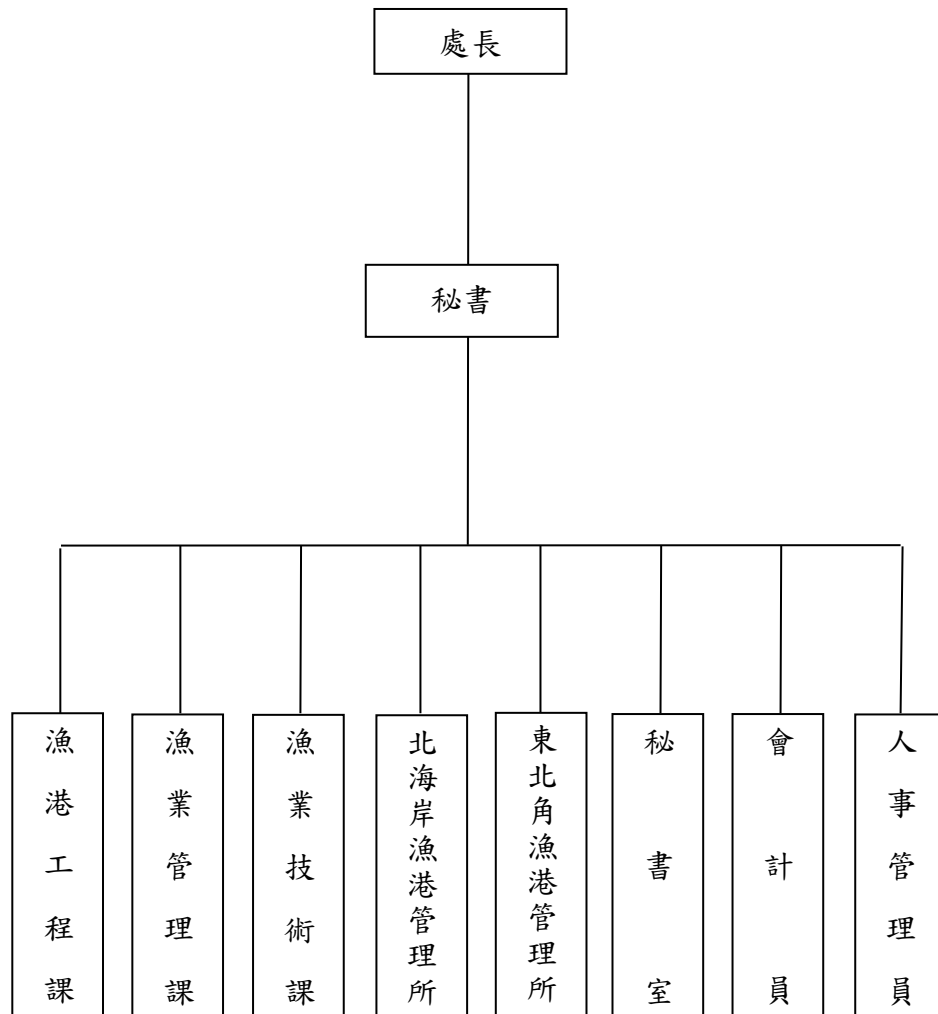 處長
秘書
漁港工程課
漁業管理課
漁業技術課
北海岸漁港管理所
東北角漁港管理所
秘書室
會計員
人事管理員